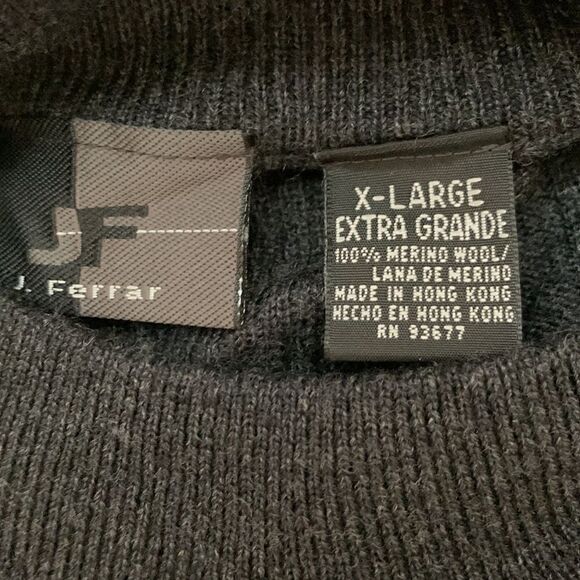 JF
J. Ferrar
X-LARGE
EXTRA GRANDE
100% MERINO WOOL/
LANA DE MERINO
MADE IN HONG KONG
HECHO EN HONG KONG
RN 93677